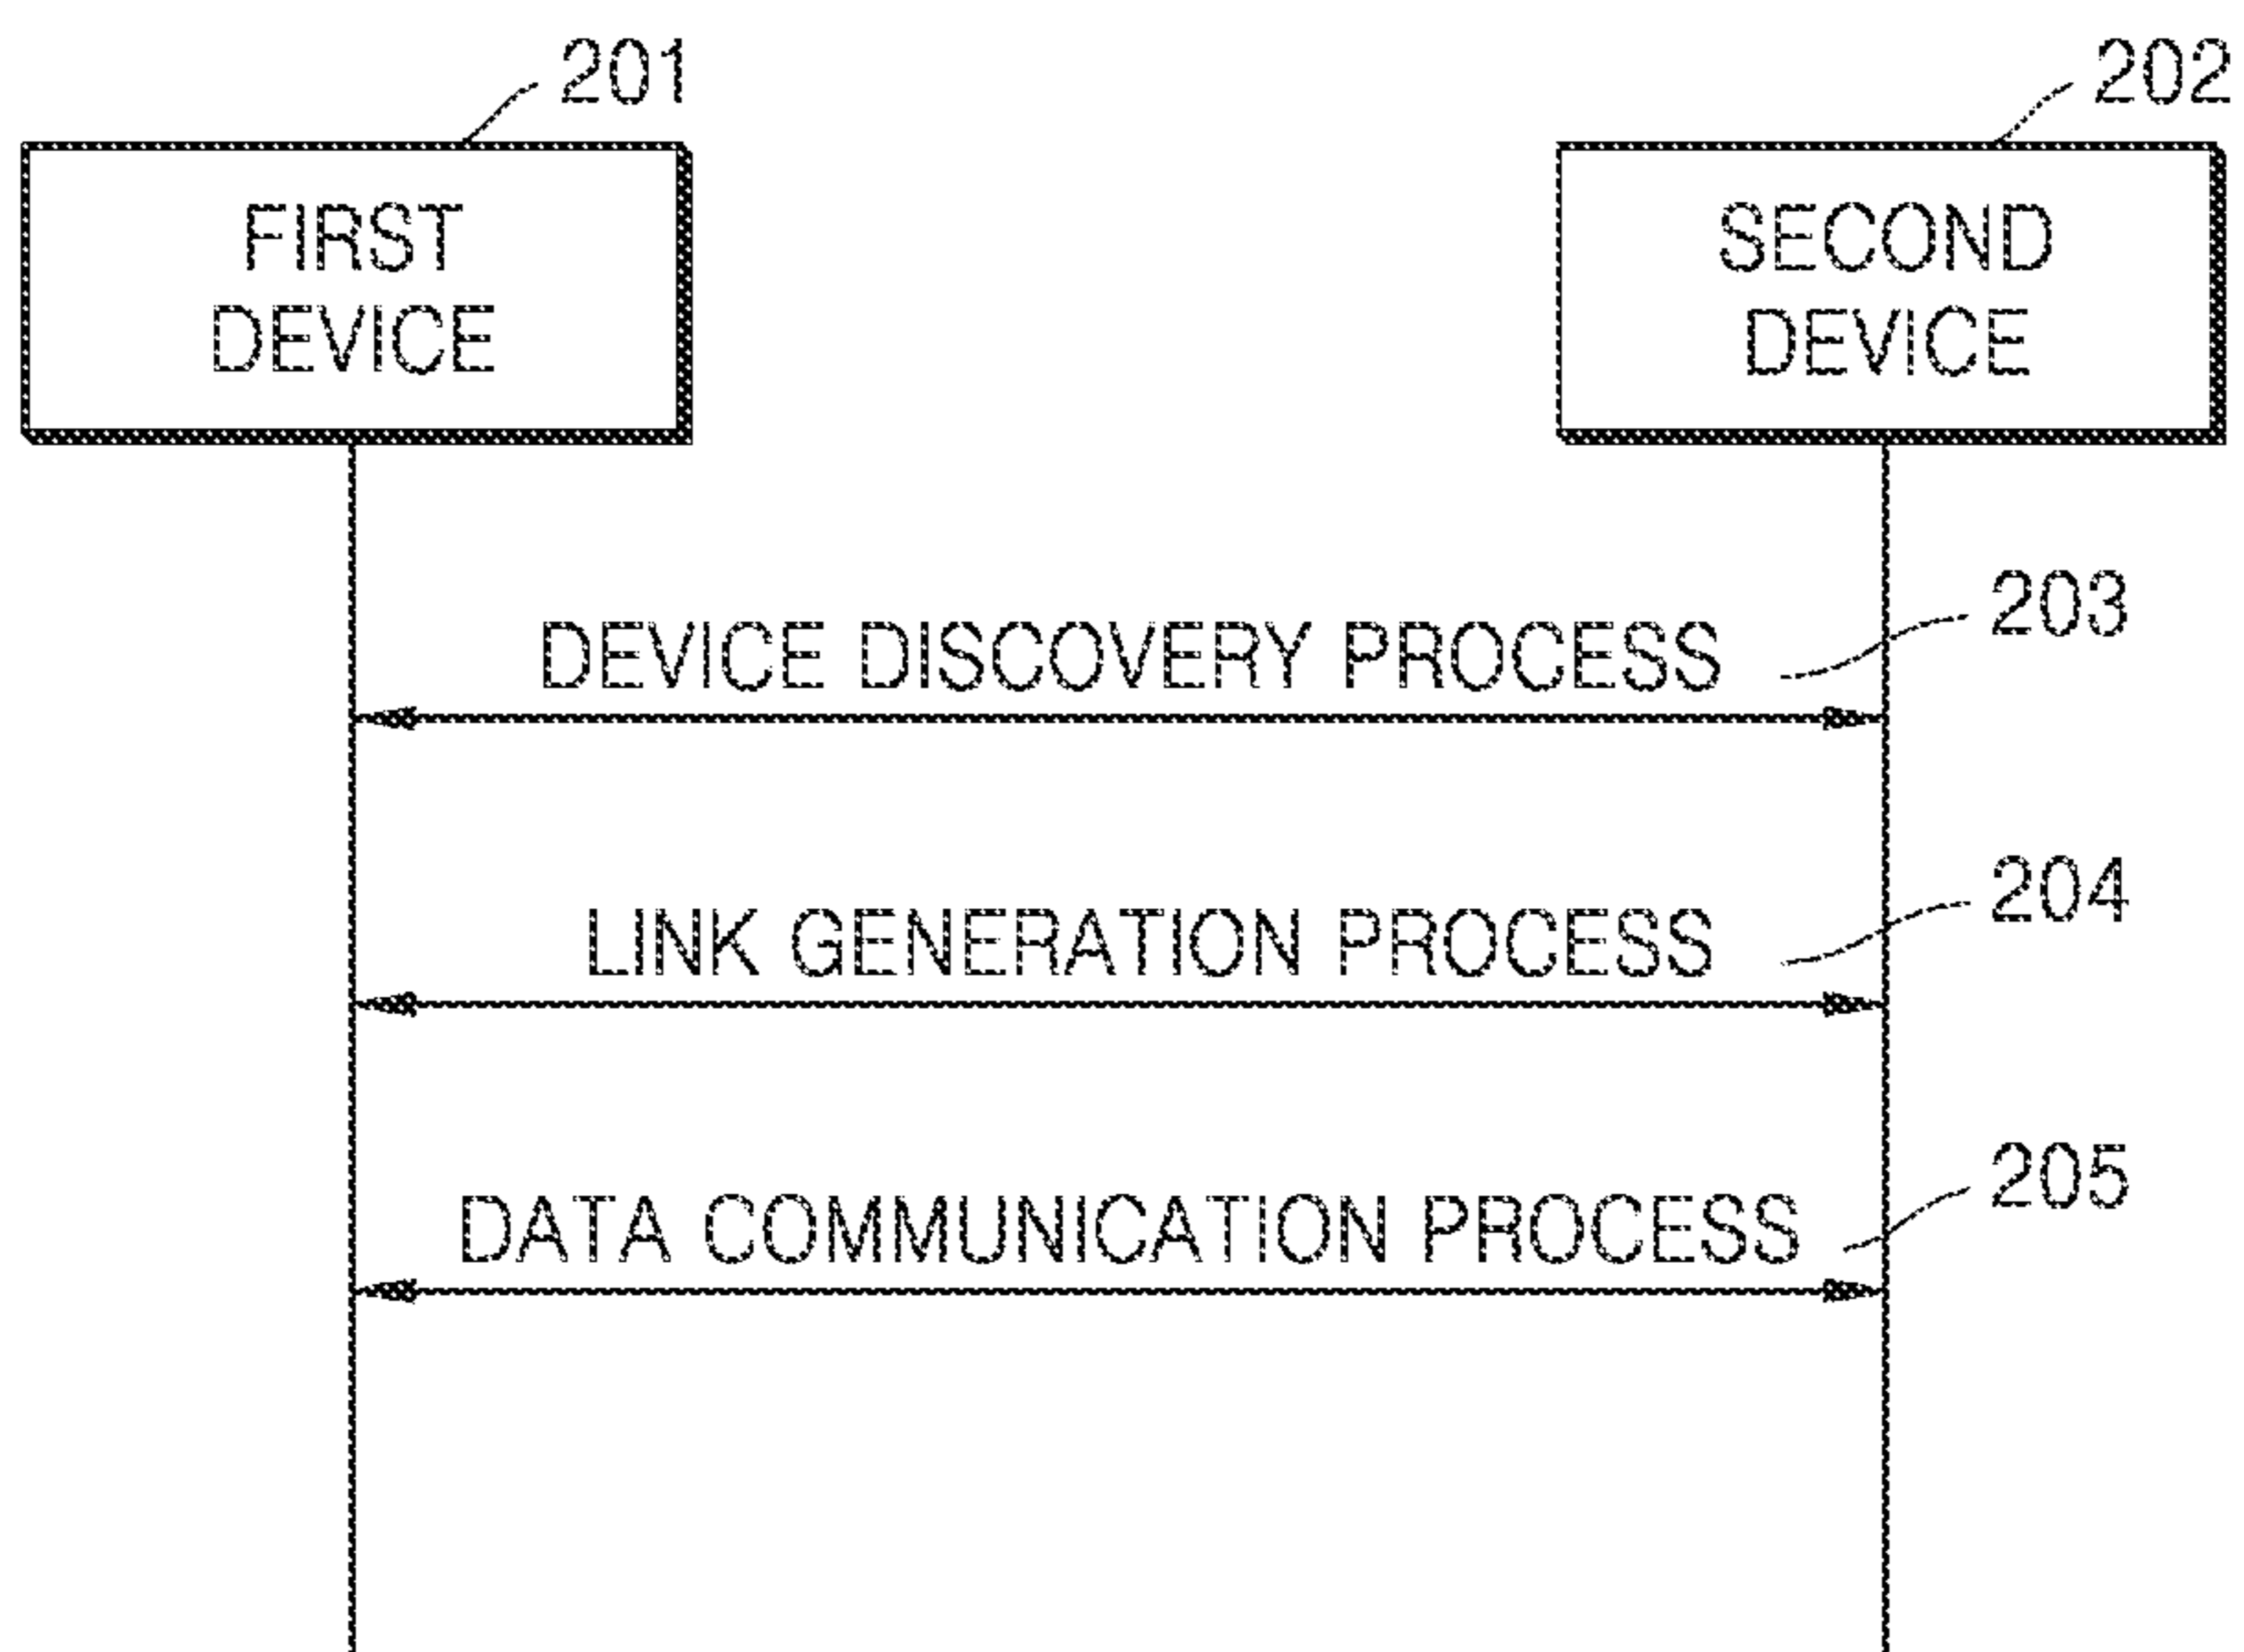 201
202
FIRST
DEVICE
SECOND
DEVICE
203
DEVICE DISCOVERY PROCESS
204
LINK GENERATION PROCESS
205
DATA COMMUNICATION PROCESS